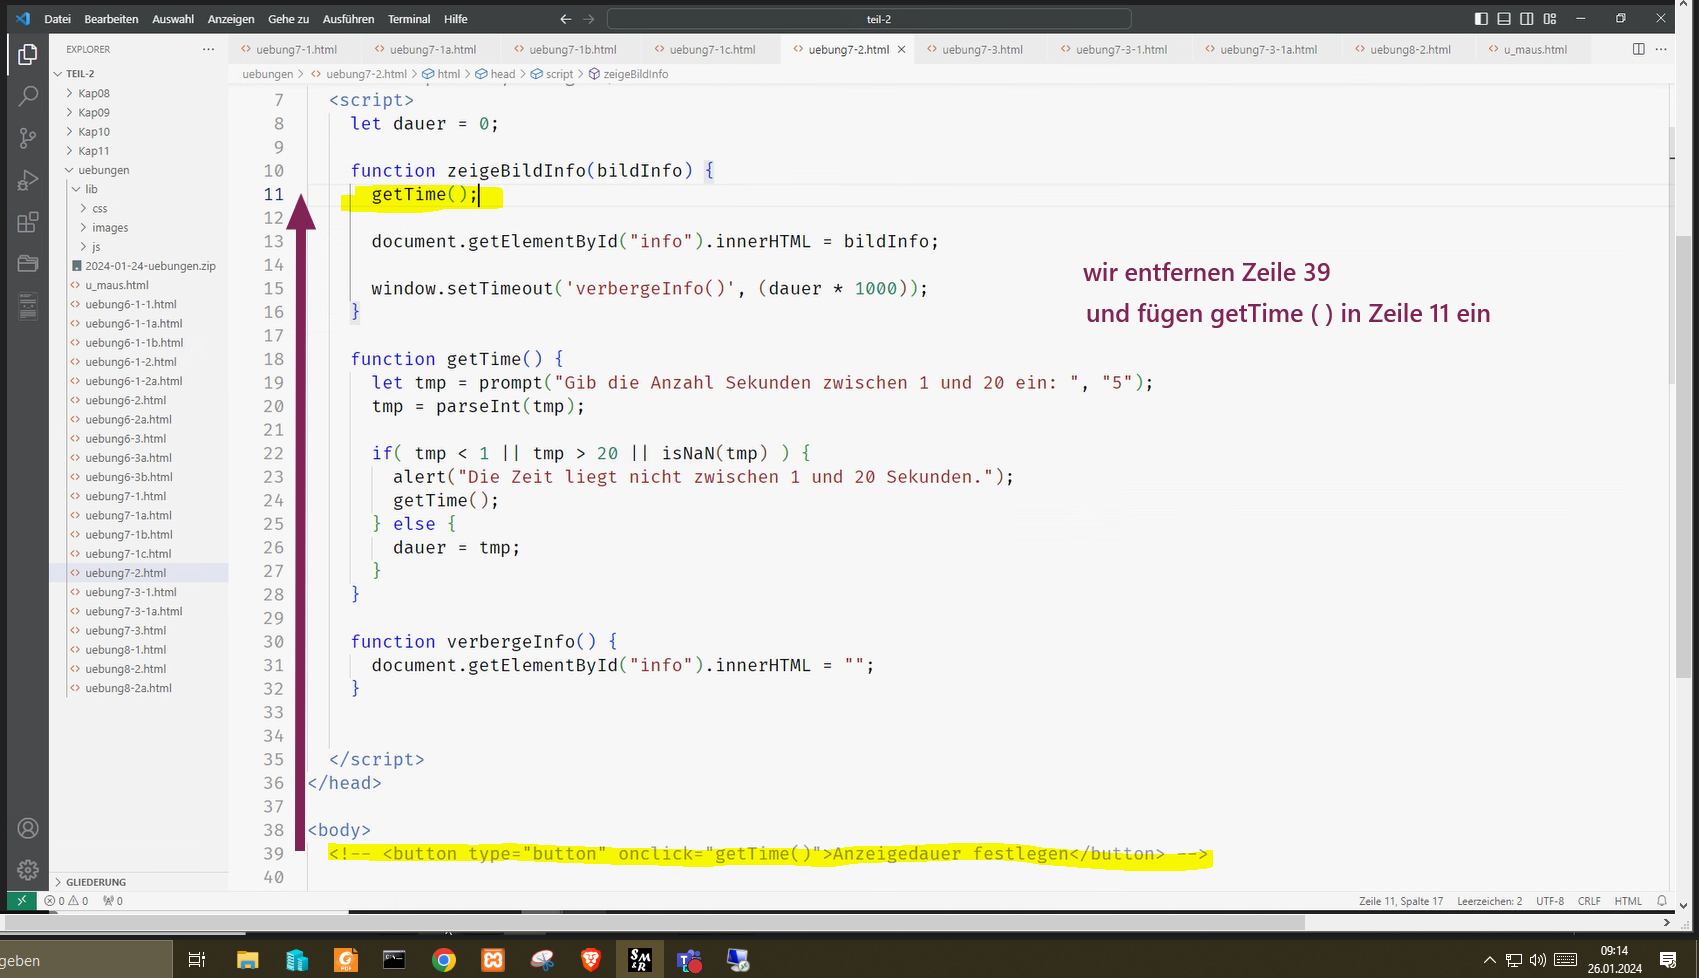 Datei Bearbeiten Auswahl Anzeigen Gehe zu Ausführen Terminal Hilfe teil-2
EXPLORER
uebung7-1.html uebung7-1a.html uebung7-1b.html uebung7-1c.html uebung7-2.html uebung7-3.html uebung7-3-1.html uebung7-3-1a.html uebung8-2.html u_maus.html
uebungen > uebung7-2.html > html > head > script > zeigeBildInfo
TEIL-2
Kap08
Kap09
Kap10
Kap11
uebungen
lib
css
images
js
2024-01-24-uebungen.zip
u_maus.html
uebung6-1-1.html
uebung6-1-1a.html
uebung6-1-1b.html
uebung6-1-2.html
uebung6-1-2a.html
uebung6-2.html
uebung6-2a.html
uebung6-3.html
uebung6-3a.html
uebung6-3b.html
uebung7-1.html
uebung7-1a.html
uebung7-1b.html
uebung7-1c.html
uebung7-2.html
uebung7-3-1.html
uebung7-3-1a.html
uebung7-3.html
uebung8-1.html
uebung8-2.html
uebung8-2a.html
GLIEDERUNG
7 <script>
8 let dauer = 0;
9
10 function zeigeBildInfo(bildInfo) {
11 getTime();
12
13 document.getElementById("info").innerHTML = bildInfo;
14
15 window.setTimeout('verbergeInfo()', (dauer * 1000));
16 }
17
18 function getTime() {
19 let tmp = prompt("Gib die Anzahl Sekunden zwischen 1 und 20 ein: ", "5");
20 tmp = parseInt(tmp);
21
22 if( tmp < 1 || tmp > 20 || isNaN(tmp) ) {
23 alert("Die Zeit liegt nicht zwischen 1 und 20 Sekunden.");
24 getTime();
25 } else {
26 dauer = tmp;
27 }
28 }
29
30 function verbergeInfo() {
31 document.getElementById("info").innerHTML = "";
32 }
33
34
35 </script>
36 </head>
37
38 <body>
39 <!-- <button type="button" onclick="getTime()">Anzeigedauer festlegen</button> -->
40
wir entfernen Zeile 39
und fügen getTime ( ) in Zeile 11 ein
0 0 0 Zeile 11, Spalte 17 Leerzeichen: 2 UTF-8 CRLF HTML
geben
PDF
SM
&R
09:14
26.01.2024